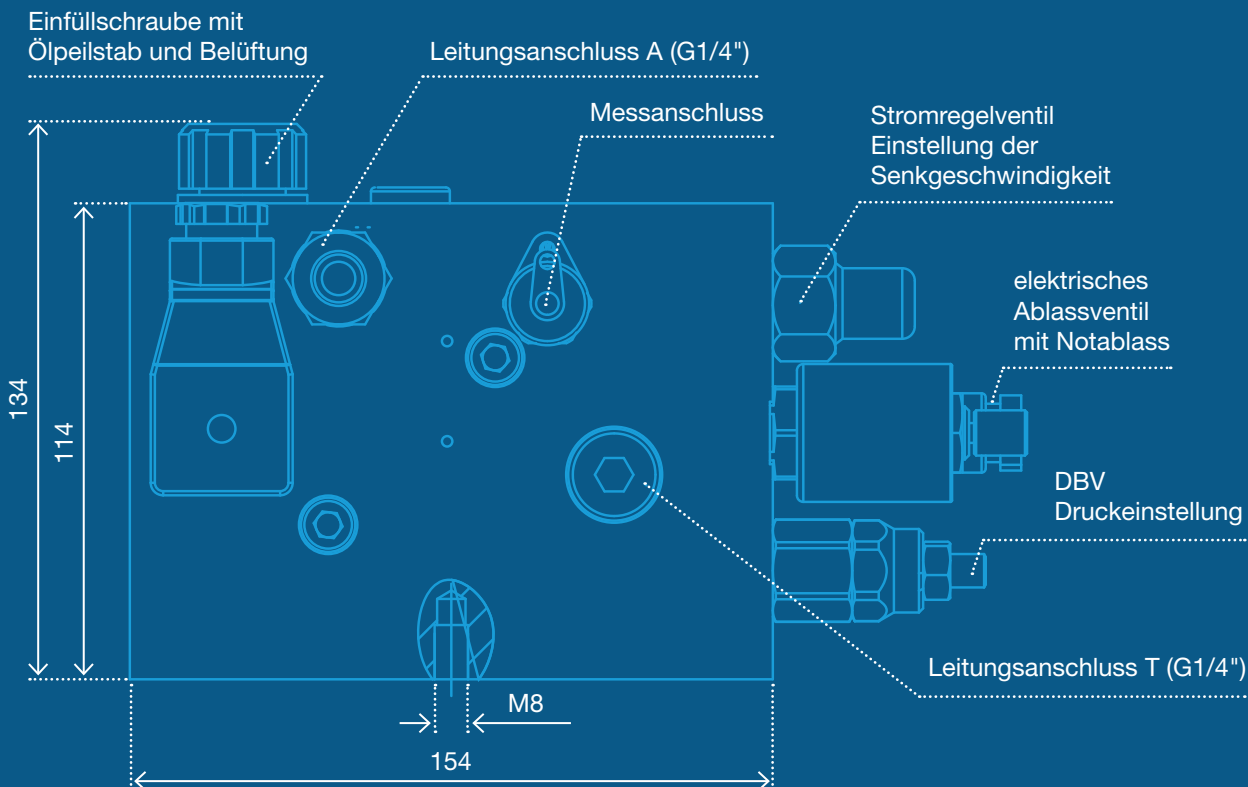 Einfüllschraube mit
Ölpeilstab und Belüftung
Leitungsanschluss A (G1/4")
Messanschluss
Stromregelventil
Einstellung der
Senkgeschwindigkeit
elektrisches
Ablassventil
mit Notablass
134
114
DBV
Druckeinstellung
Leitungsanschluss T (G1/4")
M8
154